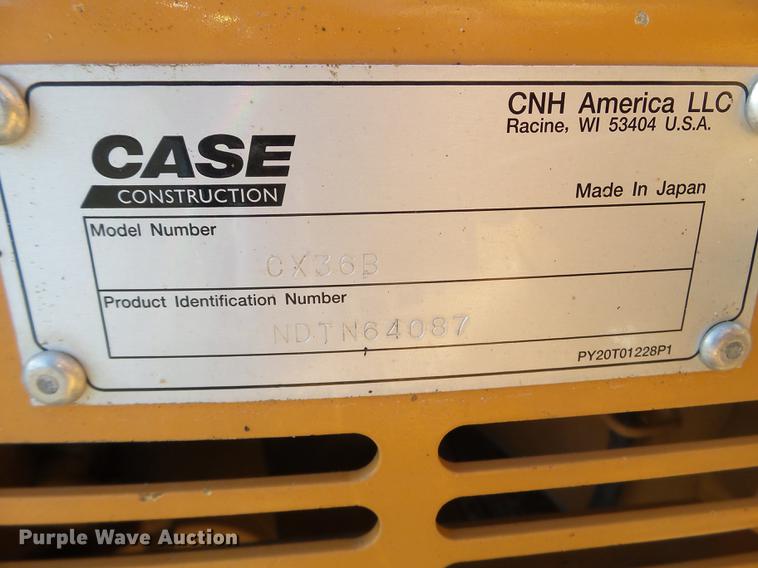 CASE
CONSTRUCTION
CNH America LLC
Racine, WI 53404 U.S.A.
Made In Japan
Model Number
CX36B
Product Identification Number
NDTN64087
PY20T01228P1
Purple Wave Auction